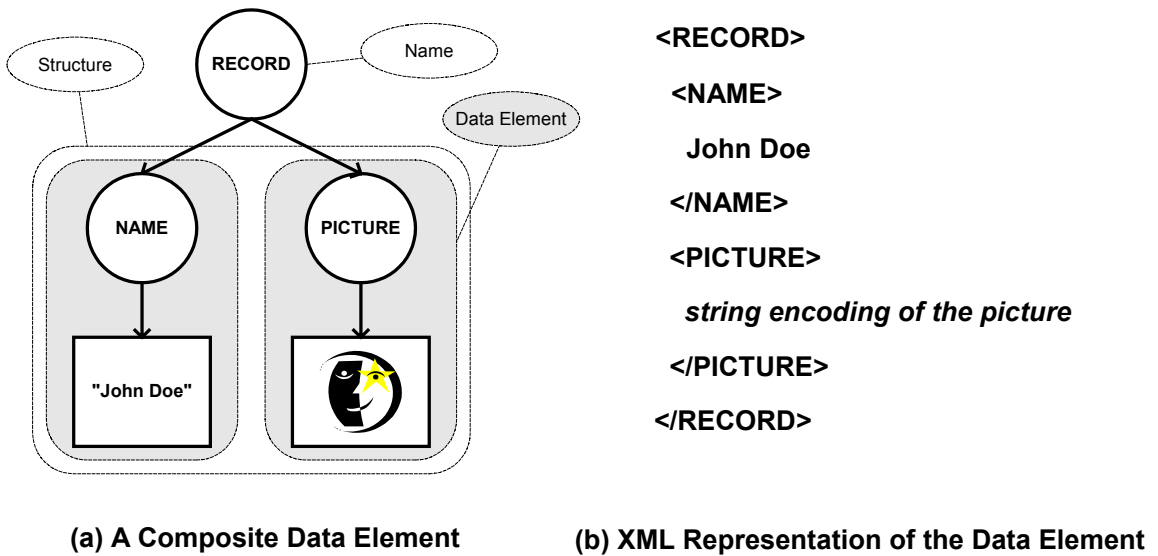 Structure
RECORD
Name
Data Element
NAME
PICTURE
"John Doe"
(a) A Composite Data Element
<RECORD>
<NAME>
John Doe
</NAME>
<PICTURE>
string encoding of the picture
</PICTURE>
</RECORD>
(b) XML Representation of the Data Element